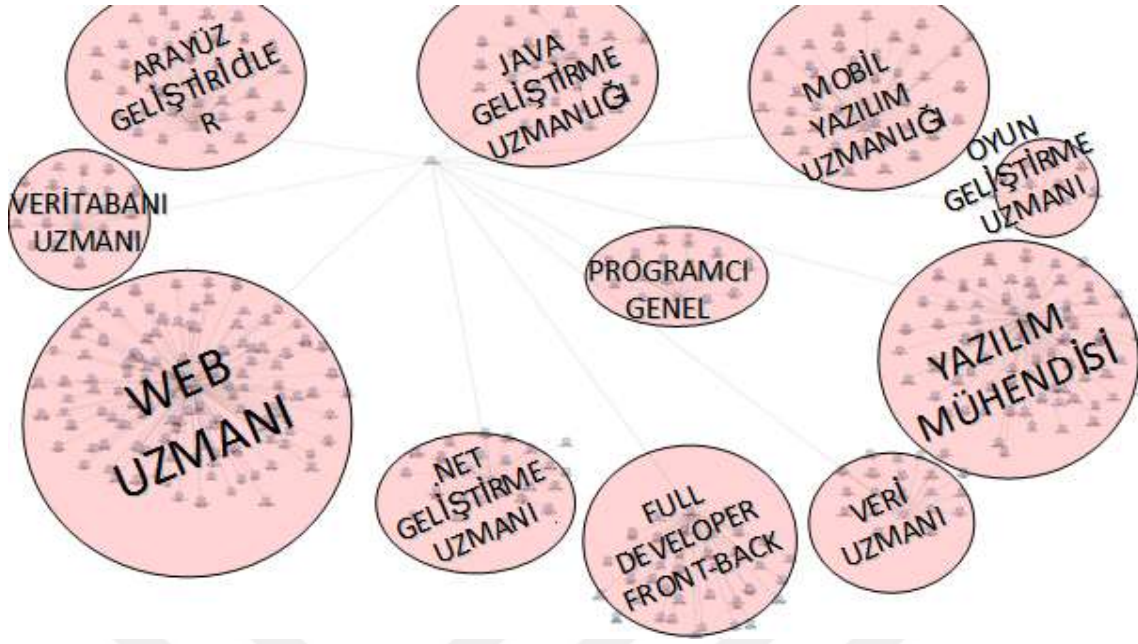 ARAYÜZ
GELİŞTİRİCİLE
R
JAVA
GELİŞTİRME
UZMANLIĞI
MOBİL
YAZILIM
UZMANLIĞI
OYUN
GELİŞTİRME
UZMANI
VERİTABANI
UZMANI
PROGRAMCI
GENEL
WEB
UZMANI
YAZILIM
MÜHENDİSİ
.NET
GELİŞTİRME
UZMANI
FULL
DEVELOPER
FRONT-BACK
VERİ
UZMANI